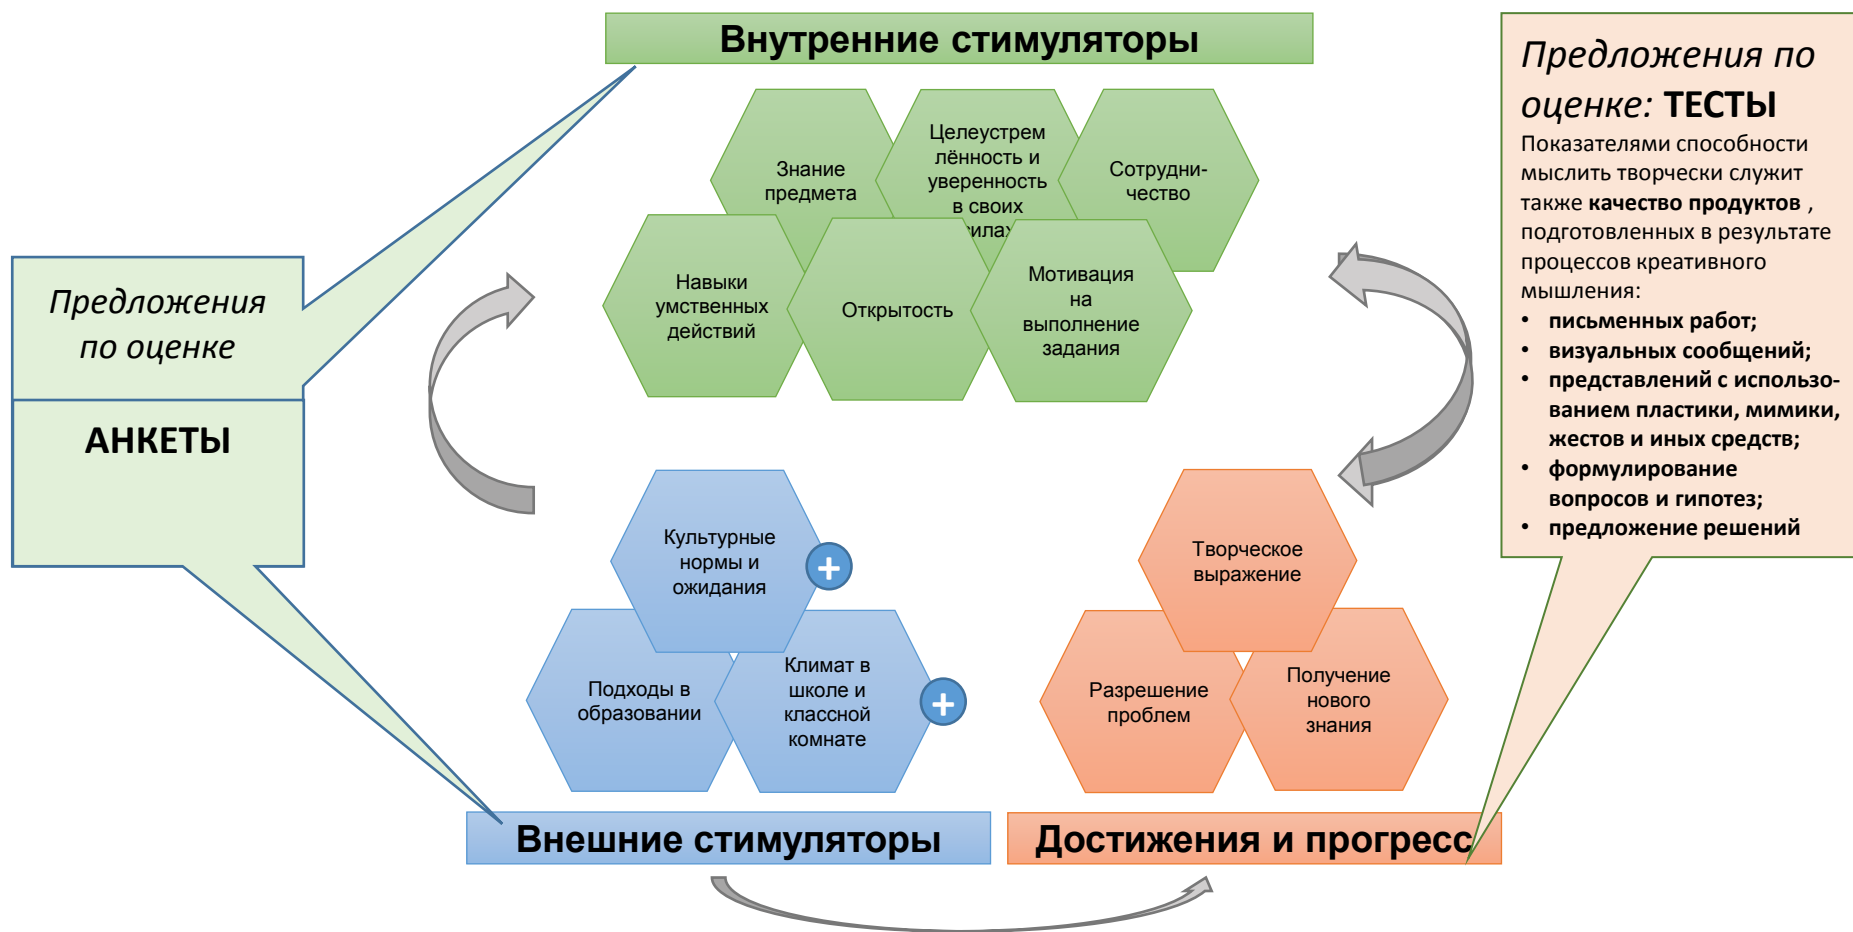 Внутренние стимуляторы
Знание
предмета
Целеустрем
лённость и
уверенность
в своих
силах
Сотрудни-
чество
Навыки
умственных
действий
Открытость
Мотивация
на
выполнение
задания
Предложения
по оценке
АНКЕТЫ
Культурные
нормы и
ожидания
+
Подходы в
образовании
Климат в
школе и
классной
комнате
+
Внешние стимуляторы
Творческое
выражение
Разрешение
проблем
Получение
нового
знания
Достижения и прогресс
Предложения по
оценке: ТЕСТЫ
Показателями способности
мыслить творчески служит
также качество продуктов ,
подготовленных в результате
процессов креативного
мышления:
• письменных работ;
• визуальных сообщений;
• представлений с использо-
ванием пластики, мимики,
жестов и иных средств;
• формулирование
вопросов и гипотез;
• предложение решений